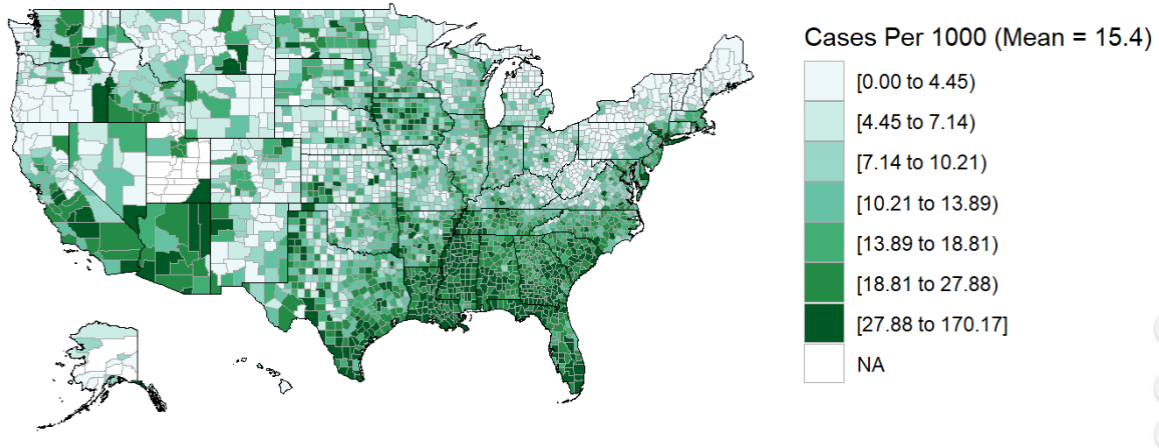 Cases Per 1000 (Mean = 15.4)
[0.00 to 4.45)
[4.45 to 7.14)
[7.14 to 10.21)
[10.21 to 13.89)
[13.89 to 18.81)
[18.81 to 27.88)
[27.88 to 170.17]
NA